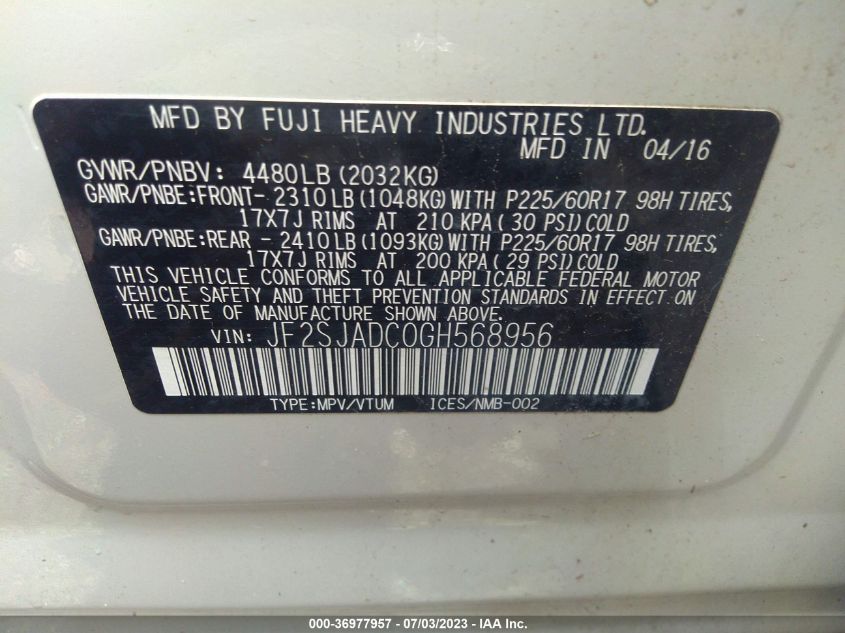 MFD BY FUJI HEAVY INDUSTRIES LTD.
MFD IN 04/16
GVWR/PNBV: 4480LB (2032KG)
GAWR/PNBE:FRONT- 2310LB (1048KG) WITH P225/60R17 98H TIRES,
17X7J RIMS AT 210 KPA (30 PSI) COLD
GAWR/PNBE:REAR - 2410LB (1093KG) WITH P225/60R17 98H TIRES,
17X7J RIMS AT 200 KPA (29 PSI) COLD
THIS VEHICLE CONFORMS TO ALL APPLICABLE FEDERAL MOTOR
VEHICLE SAFETY AND THEFT PREVENTION STANDARDS IN EFFECT ON
THE DATE OF MANUFACTURE SHOWN ABOVE.
VIN: JF2SJADC0GH568956
TYPE:MPV/VTUM ICES/NMB-002
000-36977957 - 07/03/2023 - IAA Inc.